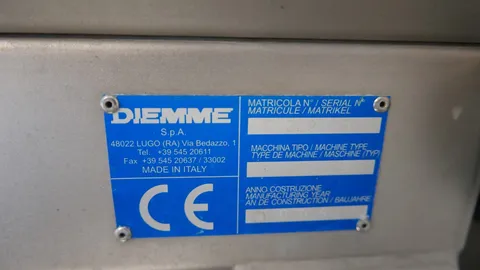 DIEMME
S.p.A.
48022 LUGO (RA) Via Bedazzo, 1
Tel. +39 545 20611
Fax +39 545 20637 / 33002
MADE IN ITALY
CE
MATRICOLA N° / SERIAL N°
MATRICULE / MATRIKEL
MACCHINA TIPO / MACHINE TYPE
TYPE DE MACHINE / MASCHINE TYP
ANNO COSTRUZIONE
MANUFACTURING YEAR
AN DE CONSTRUCTION / BAUJAHRE